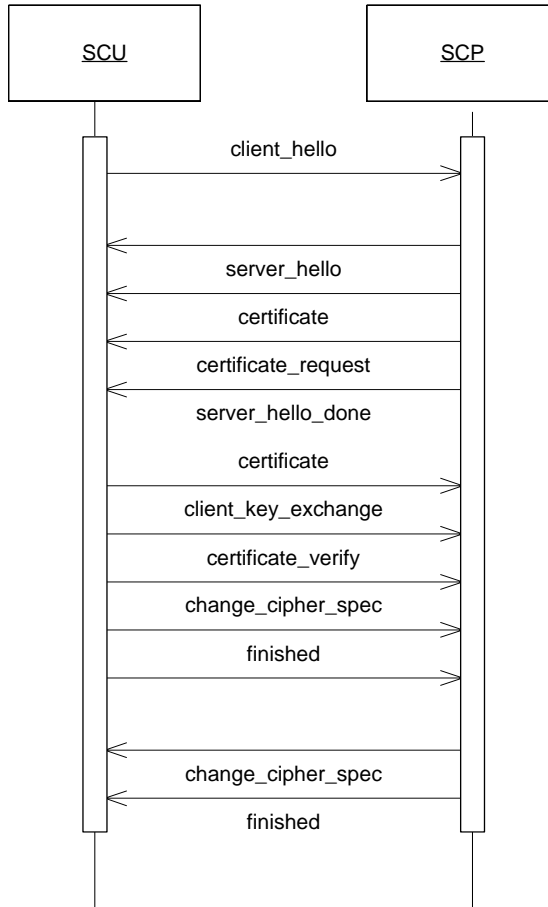 SCU
SCP
client_hello
server_hello
certificate
certificate_request
server_hello_done
certificate
client_key_exchange
certificate_verify
change_cipher_spec
finished
change_cipher_spec
finished